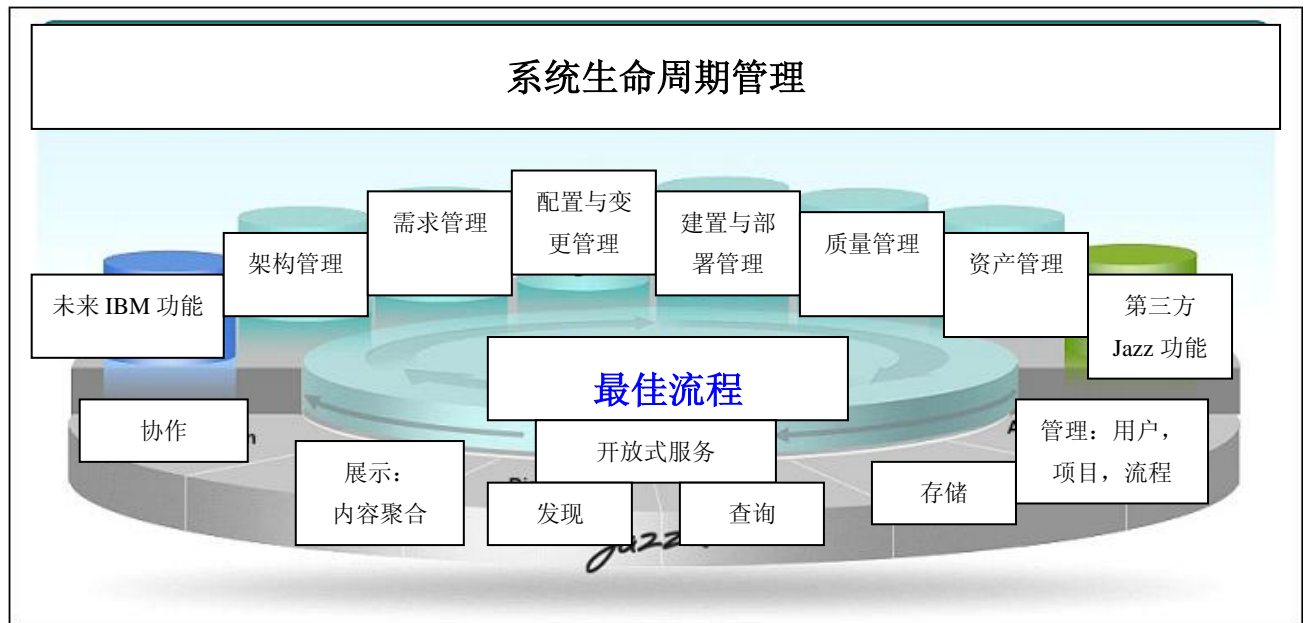 系统生命周期管理
配置与变
更管理
需求管理
建置与部
署管理
质量管理
架构管理
资产管理
未来 IBM 功能
第三方
Jazz 功能
最佳流程
协作
开放式服务
管理：用户，
项目，流程
展示：
内容聚合
发现
查询
存储